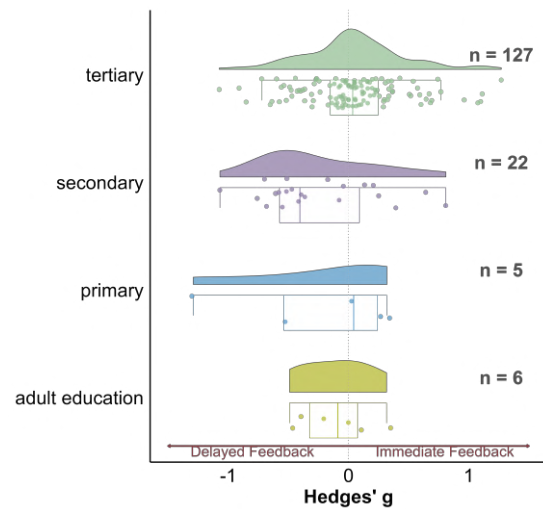 tertiary
n = 127
secondary
n = 22
primary
n = 5
adult education
n = 6
Delayed Feedback
Immediate Feedback
-1
0
1
Hedges' g